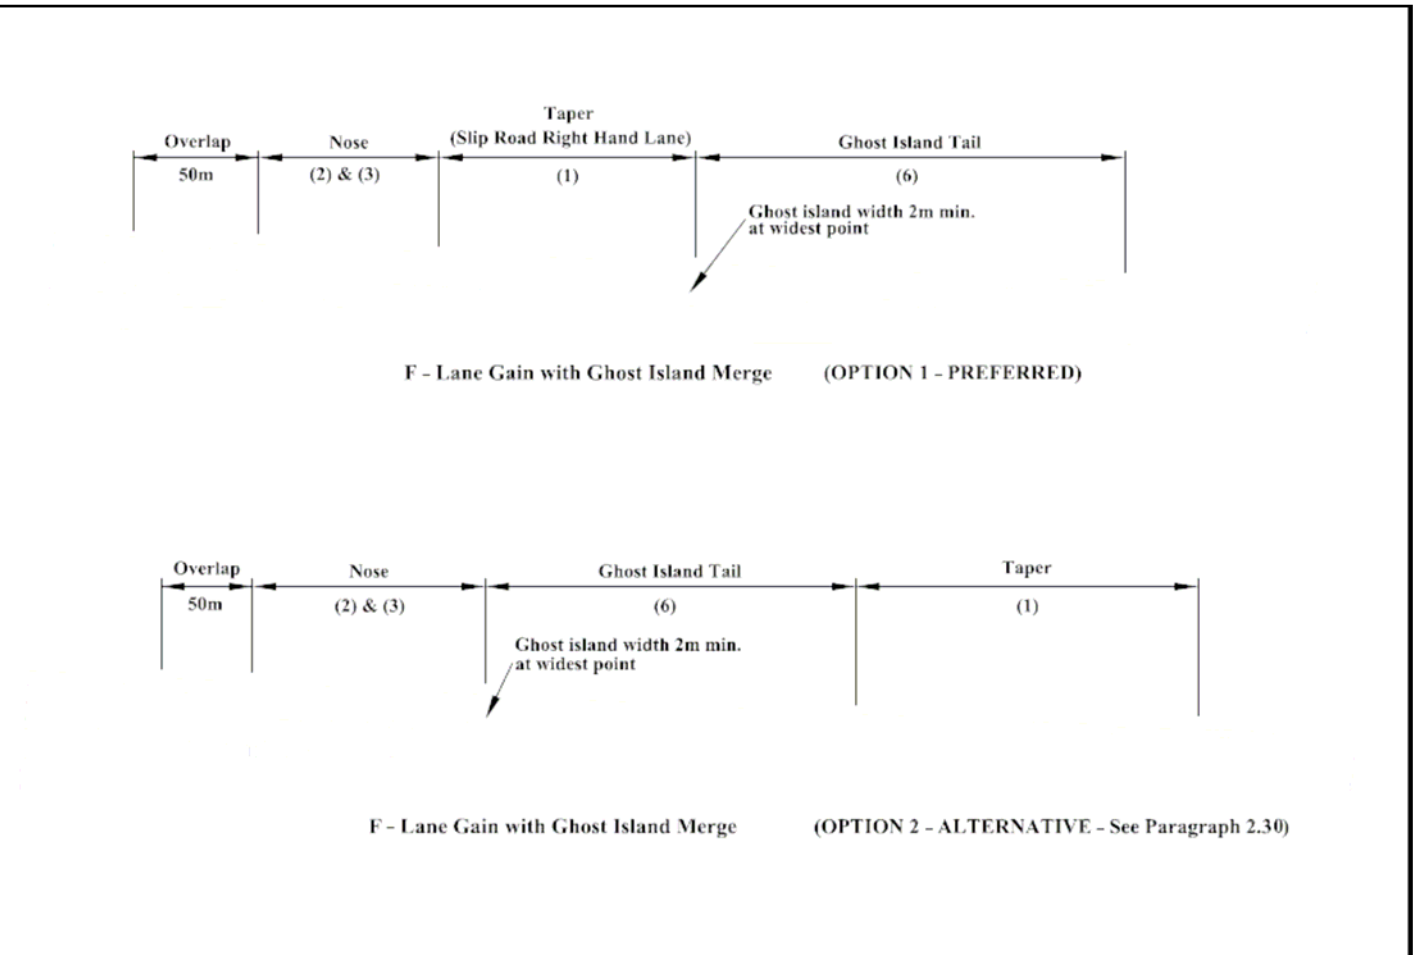 Taper
(Slip Road Right Hand Lane)
Overlap
Nose
Ghost Island Tail
50m
(2) & (3)
(1)
(6)
Ghost island width 2m min.
at widest point
F - Lane Gain with Ghost Island Merge (OPTION 1 - PREFERRED)
Overlap
Nose
Ghost Island Tail
Taper
50m
(2) & (3)
(6)
(1)
Ghost island width 2m min.
at widest point
F - Lane Gain with Ghost Island Merge (OPTION 2 - ALTERNATIVE - See Paragraph 2.30)